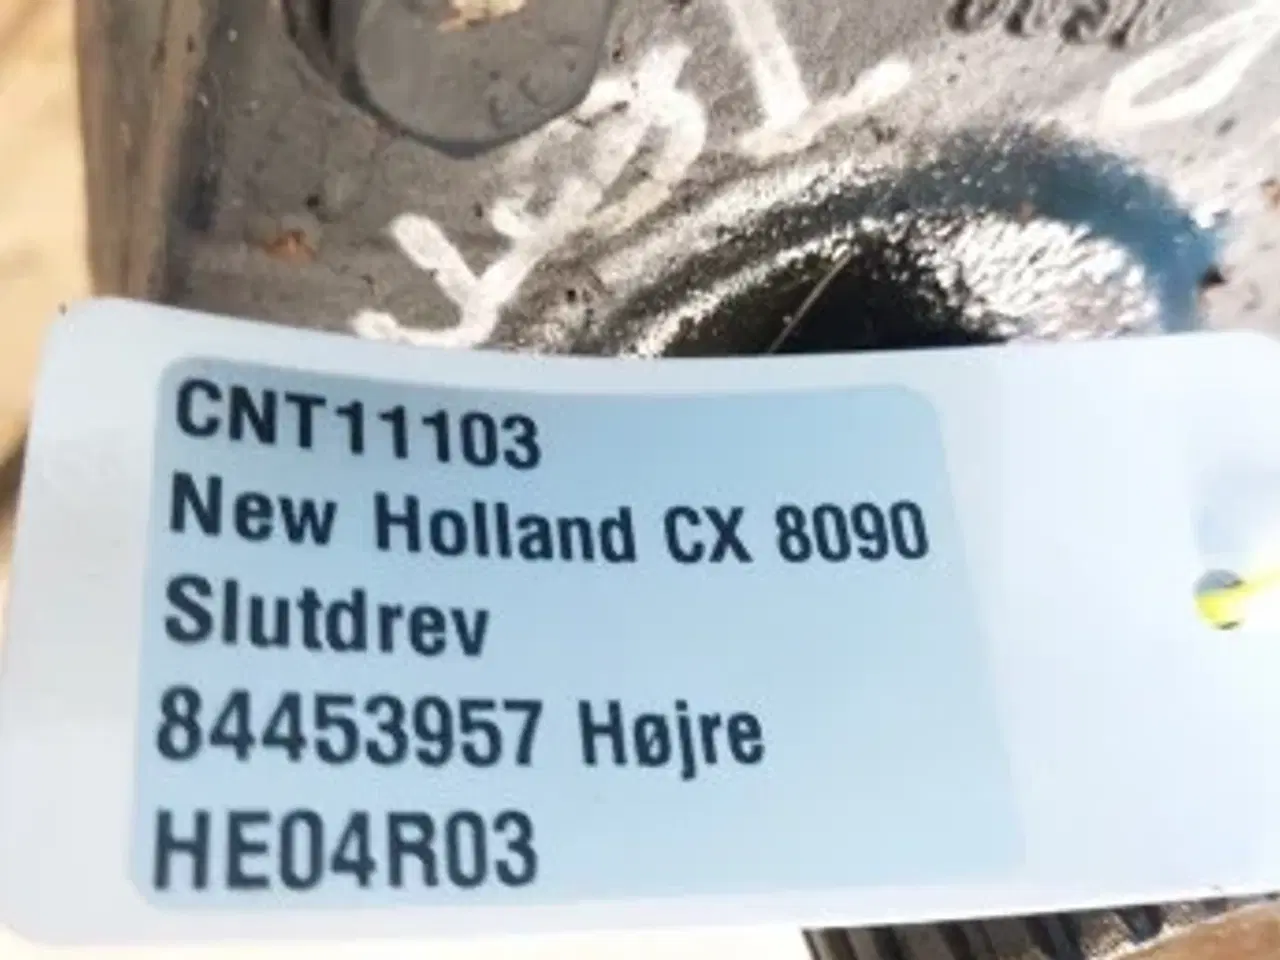 CNT11103
New Holland CX 8090
Slutdrev
84453957 Højre
HE04R03